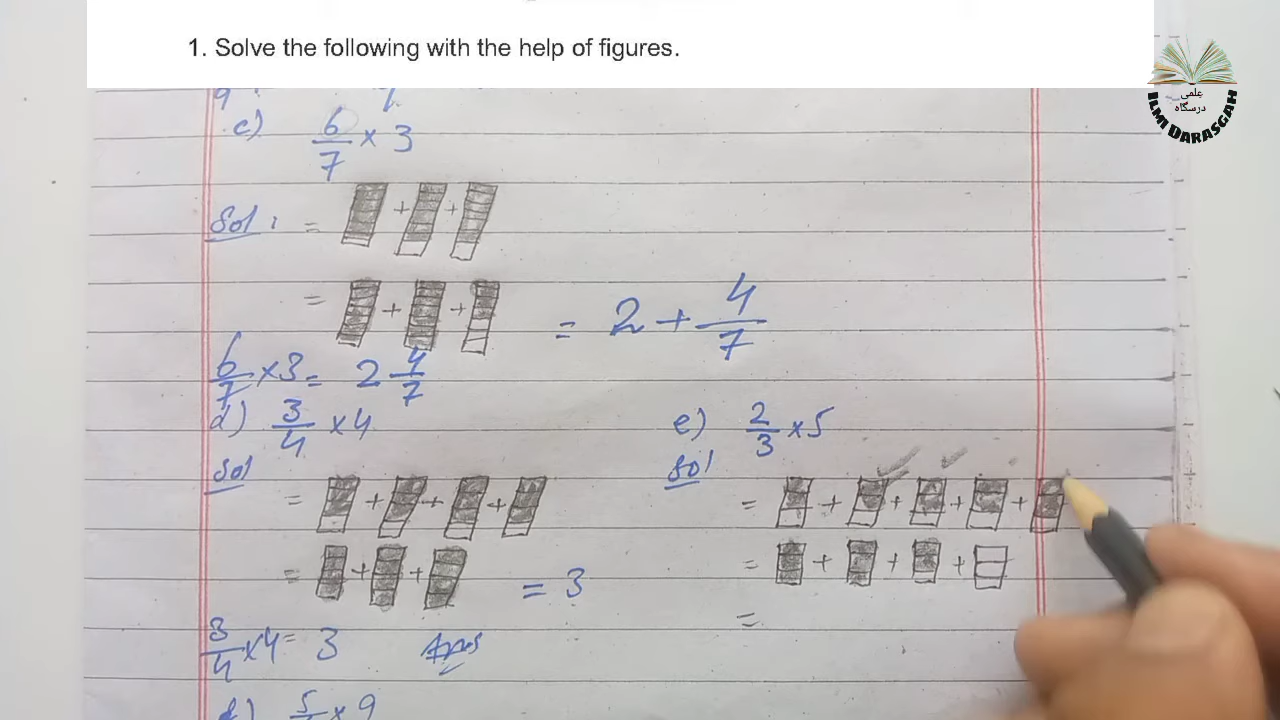 1. Solve the following with the help of figures.
علمی
درسگاه
ILMI DARASGAH
c) 6/7 × 3
Sol: = + +
= + + = 2 + 4/7
6/7 × 3 = 2 4/7
d) 3/4 × 4
Sol
= + + +
= + + = 3
3/4 × 4 = 3 Ans
e) 2/3 × 5
Sol
= + + + +
= + + +
=
× 9